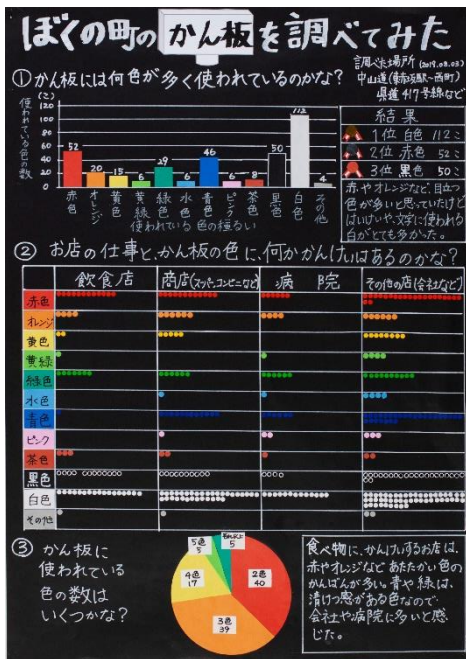 ぼくの町のかん板を調べてみた
調べた場所(2019.08.03)
中山道(東赤坂駅〜西町)
県道417号線など
①かん板には何色が多く使われているのかな?
(こ)
使われている色の数
120
100
80
60
40
20
0
52
20
15
6
29
6
46
6
8
50
112
4
赤色
オレンジ
黄色
黄緑色
緑色
水色
青色
ピンク
茶色
黒色
白色
その他
使われている色の種るい
結果
1位 白色 112こ
2位 赤色 52こ
3位 黒色 50こ
赤やオレンジなど、目立つ
色が多いと思っていたけど
はいけいや、文字に使われる
白がとても多かった。
②お店の仕事と、かん板の色に、何かかんけいはあるのかな?
飲食店
商店(スーパー、コンビニなど)
病院
その他の店(会社など)
赤色
オレンジ
黄色
黄緑
緑色
水色
青色
ピンク
茶色
黒色
白色
その他
③かん板に
使われている
色の数は
いくつかな?
2色
40
3色
39
4色
17
5色
5
5
食べ物に、かんけいするお店は、
赤やオレンジなどあたたかい色の
かんばんが多い。青や緑は、
清けつ感がある色なので
会社や病院に多いと感
じた。